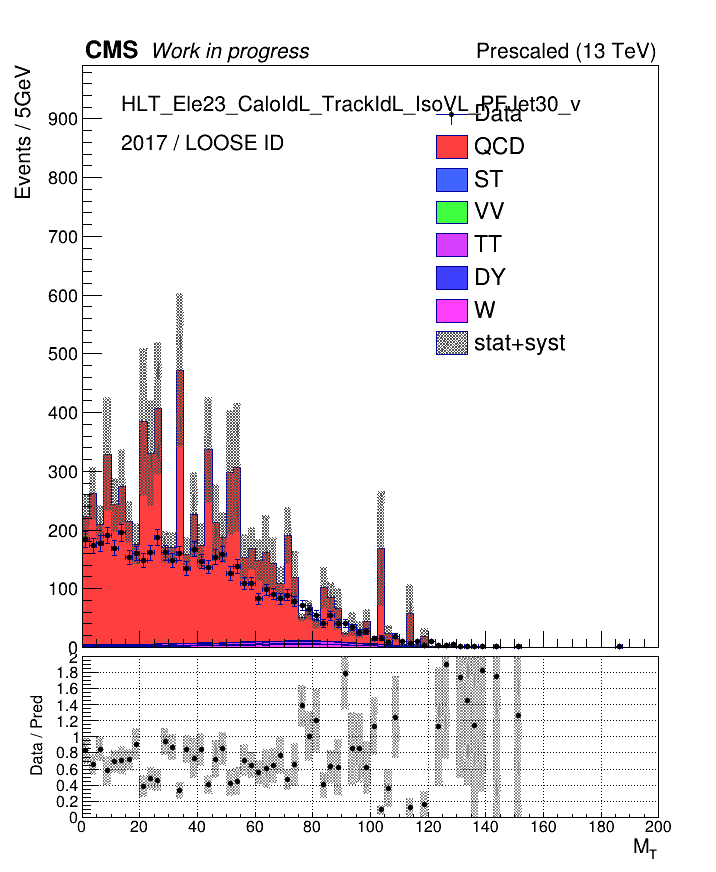 CMS Work in progress Prescaled (13 TeV)
Events / 5GeV
HLT_Ele23_CaloIdL_TrackIdL_IsoVL_PFJet30_v
2017 / LOOSE ID
Data
QCD
ST
VV
TT
DY
W
stat+syst
900
800
700
600
500
400
300
200
100
0
Data / Pred
2
1.8
1.6
1.4
1.2
1
0.8
0.6
0.4
0.2
0
0 20 40 60 80 100 120 140 160 180 200
M_T